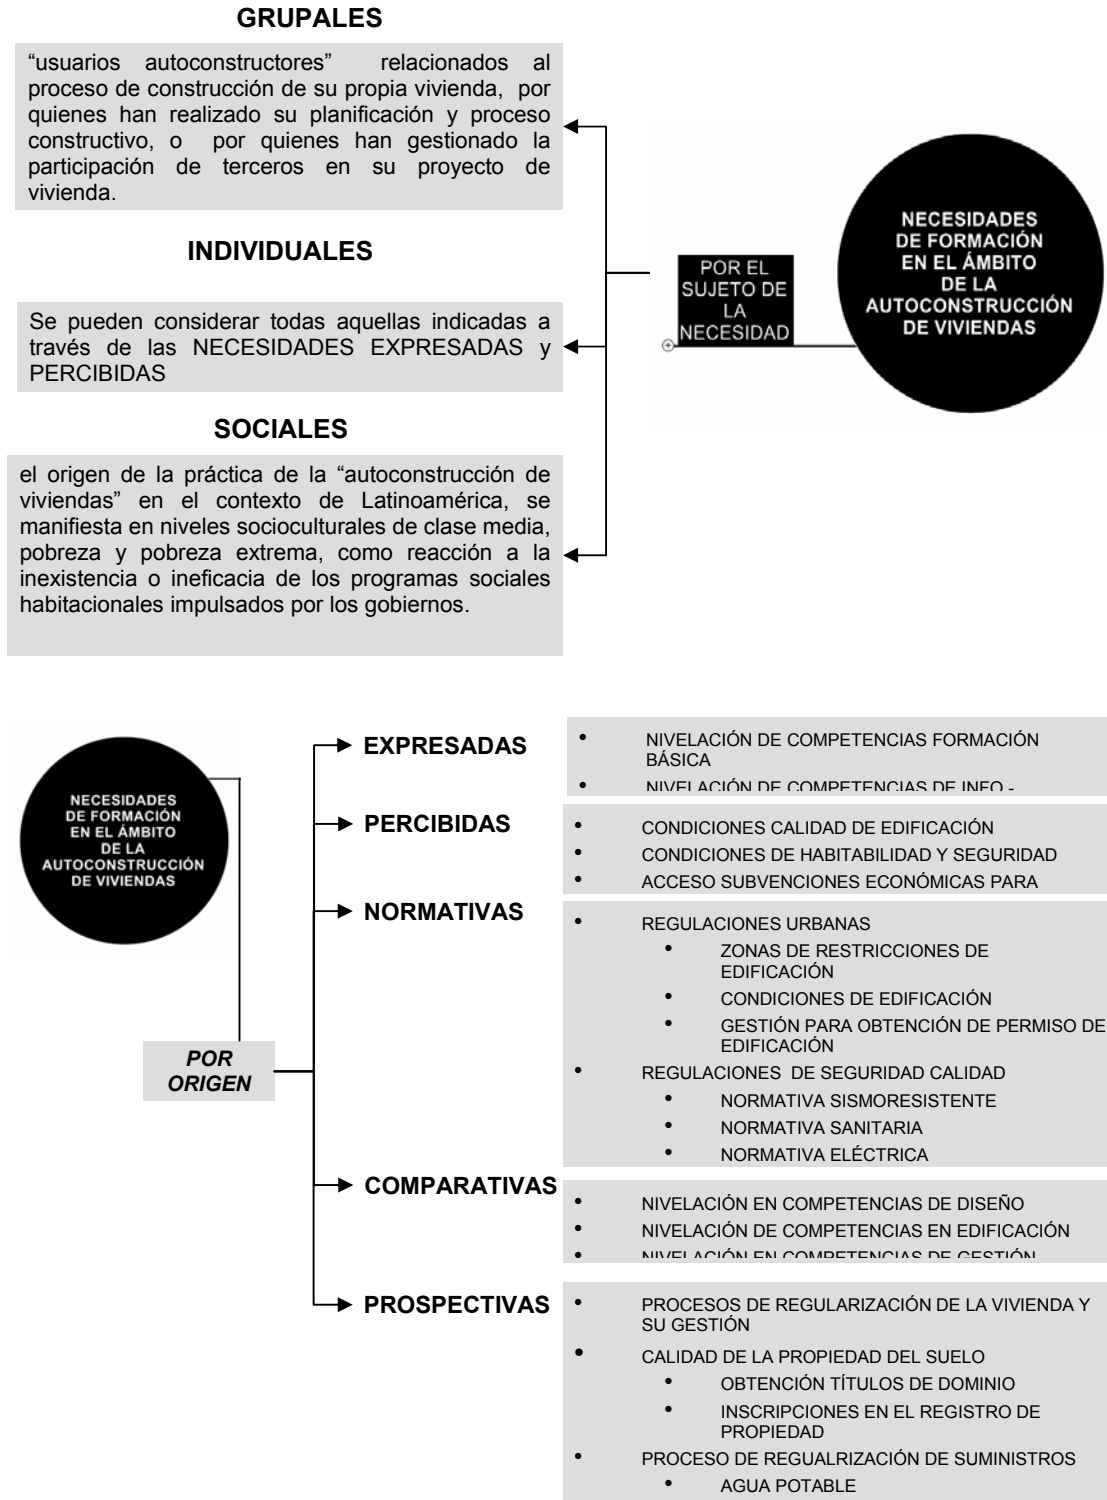 GRUPALES
“usuarios autoconstructores” relacionados al
proceso de construcción de su propia vivienda, por
quienes han realizado su planificación y proceso
constructivo, o por quienes han gestionado la
participación de terceros en su proyecto de
vivienda.
INDIVIDUALES
Se pueden considerar todas aquellas indicadas a
través de las NECESIDADES EXPRESADAS y
PERCIBIDAS
SOCIALES
el origen de la práctica de la “autoconstrucción de
viviendas” en el contexto de Latinoamérica, se
manifiesta en niveles socioculturales de clase media,
pobreza y pobreza extrema, como reacción a la
inexistencia o ineficacia de los programas sociales
habitacionales impulsados por los gobiernos.
POR EL
SUJETO DE
LA
NECESIDAD
NECESIDADES
DE FORMACIÓN
EN EL ÁMBITO
DE LA
AUTOCONSTRUCCIÓN
DE VIVIENDAS
NECESIDADES
DE FORMACIÓN
EN EL ÁMBITO
DE LA
AUTOCONSTRUCCIÓN
DE VIVIENDAS
POR
ORIGEN
EXPRESADAS
• NIVELACIÓN DE COMPETENCIAS FORMACIÓN
BÁSICA
• NIVELACIÓN DE COMPETENCIAS DE INFO -
PERCIBIDAS
• CONDICIONES CALIDAD DE EDIFICACIÓN
• CONDICIONES DE HABITABILIDAD Y SEGURIDAD
• ACCESO SUBVENCIONES ECONÓMICAS PARA
NORMATIVAS
• REGULACIONES URBANAS
• ZONAS DE RESTRICCIONES DE
EDIFICACIÓN
• CONDICIONES DE EDIFICACIÓN
• GESTIÓN PARA OBTENCIÓN DE PERMISO DE
EDIFICACIÓN
• REGULACIONES DE SEGURIDAD CALIDAD
• NORMATIVA SISMORESISTENTE
• NORMATIVA SANITARIA
• NORMATIVA ELÉCTRICA
COMPARATIVAS
• NIVELACIÓN EN COMPETENCIAS DE DISEÑO
• NIVELACIÓN DE COMPETENCIAS EN EDIFICACIÓN
• NIVELACIÓN EN COMPETENCIAS DE GESTIÓN
PROSPECTIVAS
• PROCESOS DE REGULARIZACIÓN DE LA VIVIENDA Y
SU GESTIÓN
• CALIDAD DE LA PROPIEDAD DEL SUELO
• OBTENCIÓN TÍTULOS DE DOMINIO
• INSCRIPCIONES EN EL REGISTRO DE
PROPIEDAD
• PROCESO DE REGUALRIZACIÓN DE SUMINISTROS
• AGUA POTABLE